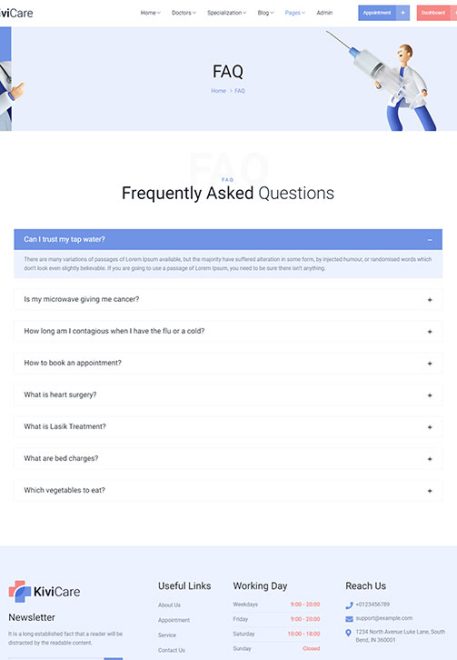 iviCare
Home Doctors Specialization Blog Pages Admin Appointment + Dashboard
FAQ
Home > FAQ
FAQ
FAQ
Frequently Asked Questions
Can I trust my tap water? −
There are many variations of passages of Lorem Ipsum available, but the majority have suffered alteration in some form, by injected humour, or randomised words which
don't look even slightly believable. If you are going to use a passage of Lorem Ipsum, you need to be sure there isn't anything.
Is my microwave giving me cancer? +
How long am I contagious when I have the flu or a cold? +
How to book an appointment? +
What is heart surgery? +
What is Lasik Treatment? +
What are bed charges? +
Which vegetables to eat? +
KiviCare
Newsletter
It is a long established fact that a reader will be
distracted by the readable content.
Useful Links
About Us
Appointment
Service
Contact Us
Working Day
Weekdays 9:00 - 20:00
Friday 9:00 - 20:00
Saturday 10:00 - 18:00
Sunday Closed
Reach Us
+0123456789
support@example.com
1234 North Avenue Luke Lane, South
Bend, IN 360001